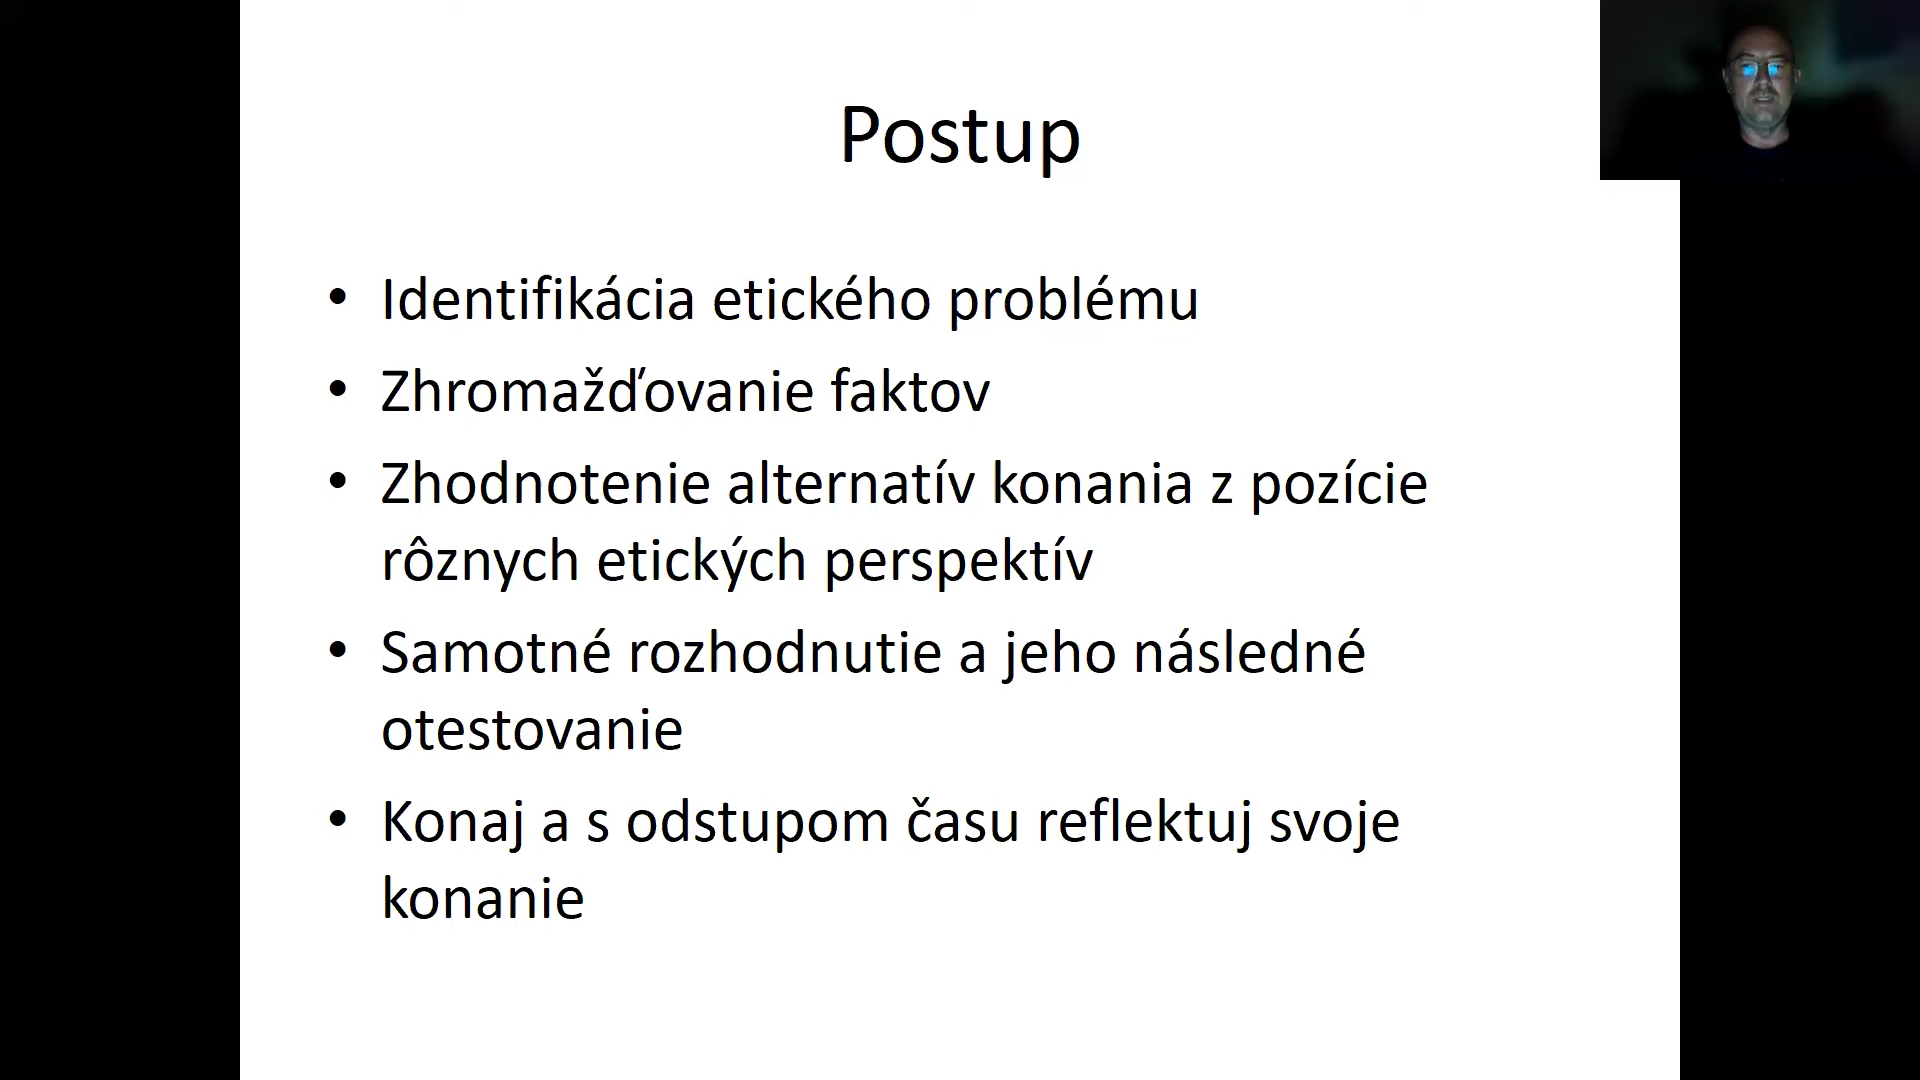 Postup
• Identifikácia etického problému
• Zhromažďovanie faktov
• Zhodnotenie alternatív konania z pozície
rôznych etických perspektív
• Samotné rozhodnutie a jeho následné
otestovanie
• Konaj a s odstupom času reflektuj svoje
konanie